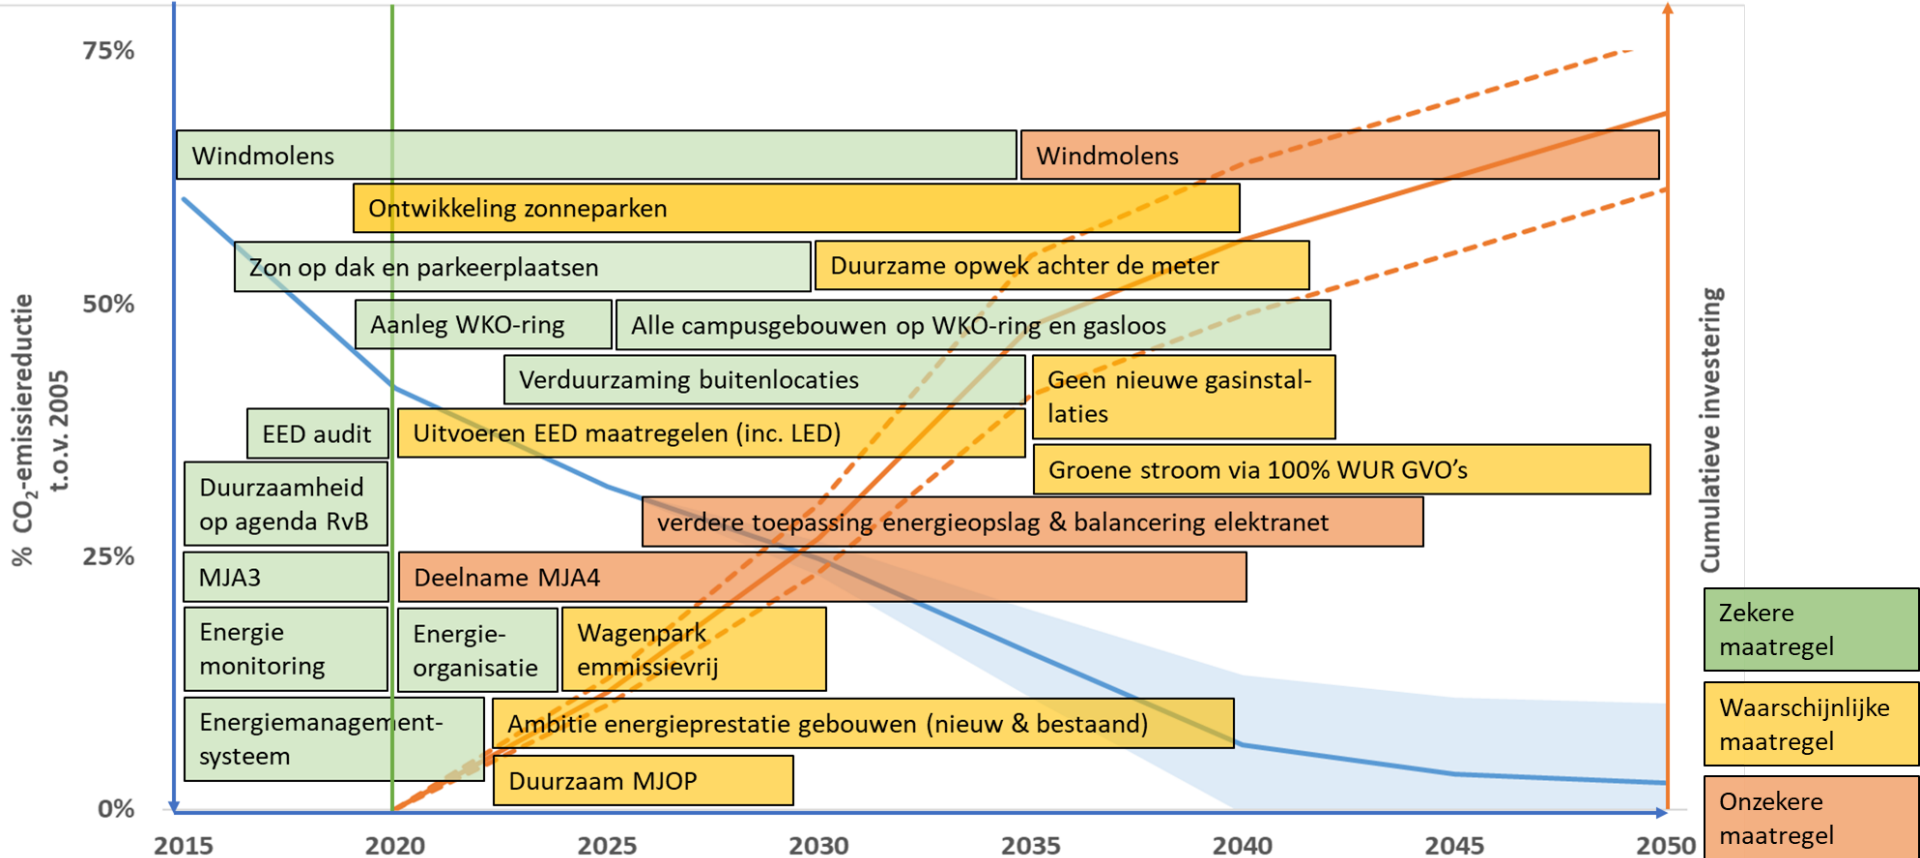 75%
Windmolens
Windmolens
Ontwikkeling zonneparken
Zon op dak en parkeerplaatsen
Duurzame opwek achter de meter
50%
Aanleg WKO-ring
Alle campusgebouwen op WKO-ring en gasloos
Verduurzaming buitenlocaties
Geen nieuwe gasinstal-
laties
EED audit
Uitvoeren EED maatregelen (inc. LED)
Groene stroom via 100% WUR GVO’s
Duurzaamheid
op agenda RvB
verdere toepassing energieopslag & balancering elektranet
25%
MJA3
Deelname MJA4
Energie
monitoring
Energie-
organisatie
Wagenpark
emmissievrij
Energiemanagement-
systeem
Ambitie energieprestatie gebouwen (nieuw & bestaand)
Duurzaam MJOP
0%
2015
2020
2025
2030
2035
2040
2045
2050
% CO₂-emissiereductie
t.o.v. 2005
Cumulatieve investering
Zekere
maatregel
Waarschijnlijke
maatregel
Onzekere
maatregel